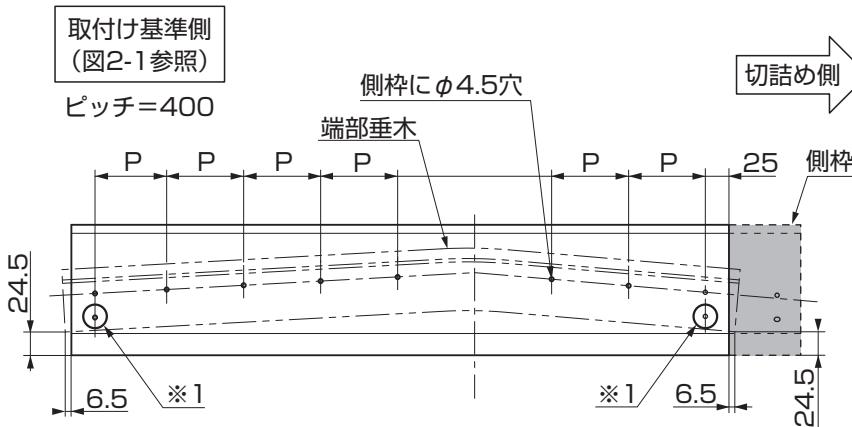 取付け基準側
(図2-1参照)
ピッチ=400
切詰め側
側枠にφ4.5穴
端部垂木
P P P P P P 25
側枠
24.5
6.5
※1
※1
6.5
24.5